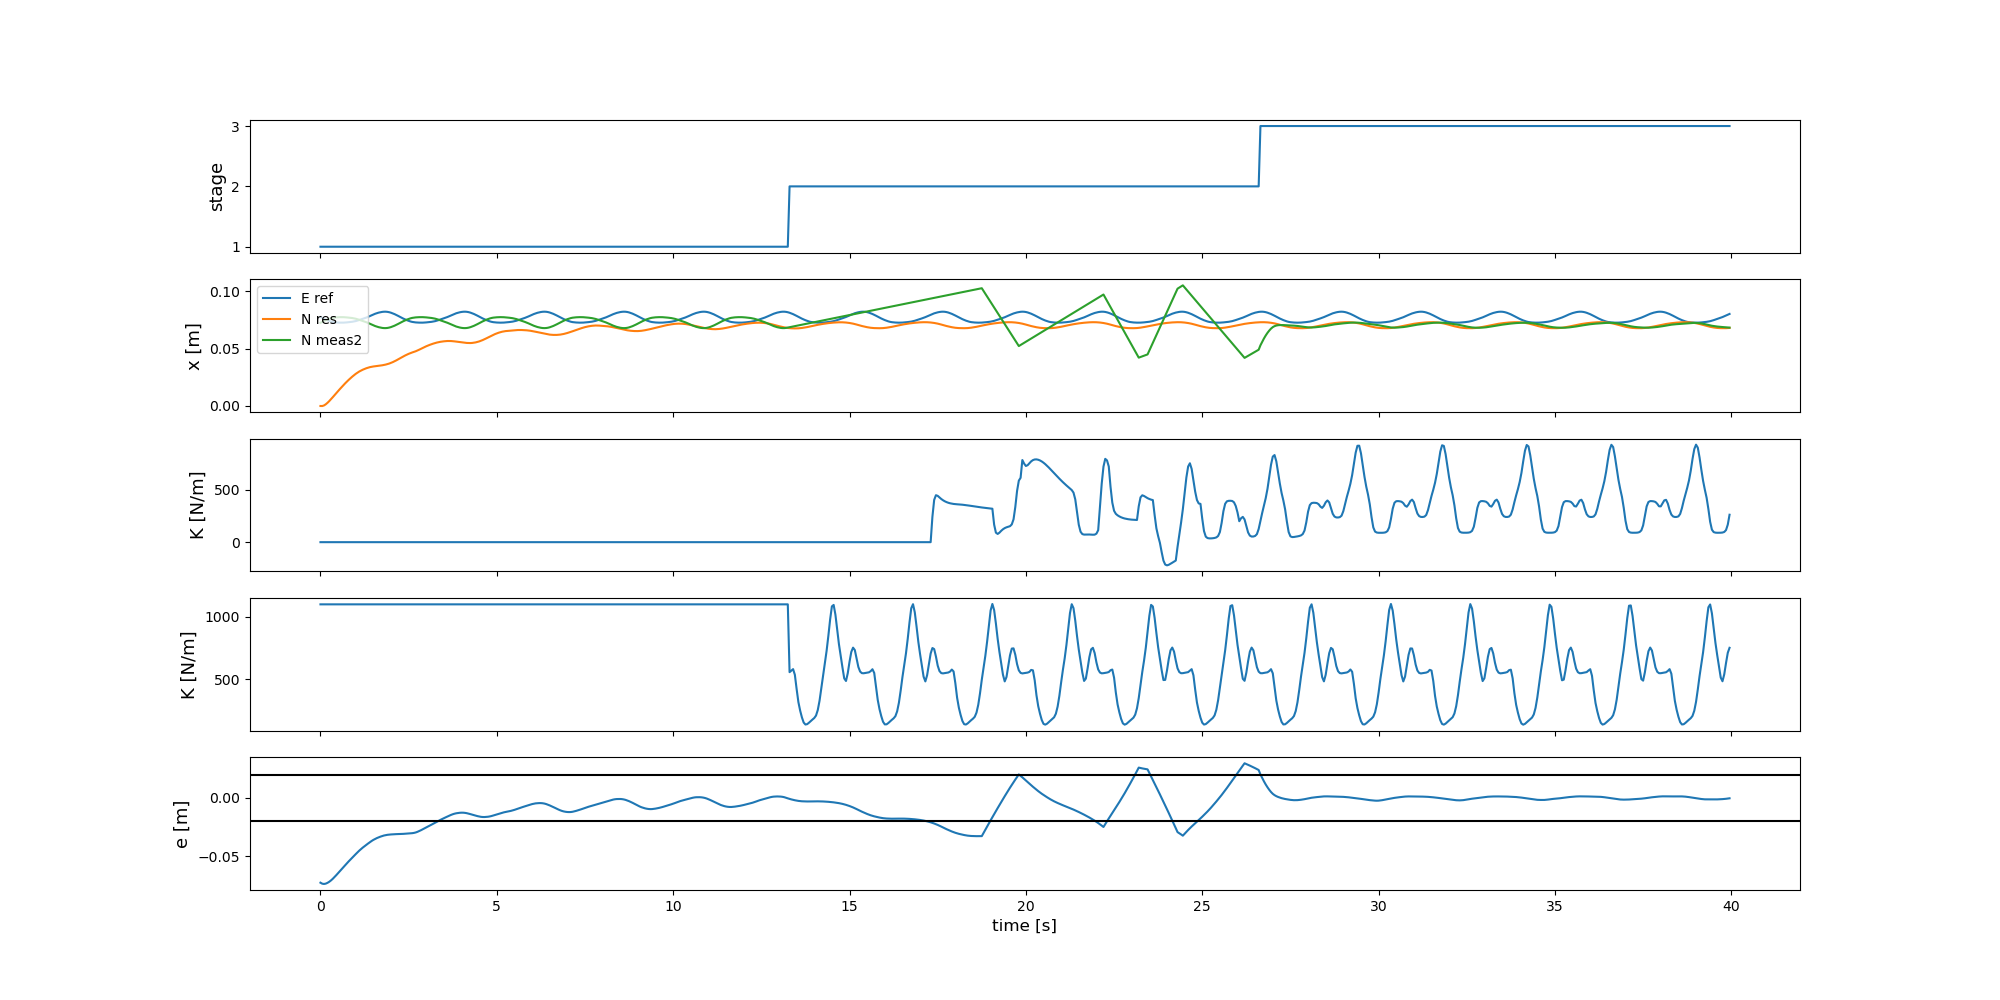 3
2
1
stage
0.10
0.05
0.00
x [m]
E ref
N res
N meas2
500
0
K [N/m]
1000
500
K [N/m]
0.00
−0.05
e [m]
0 5 10 15 20 25 30 35 40
time [s]